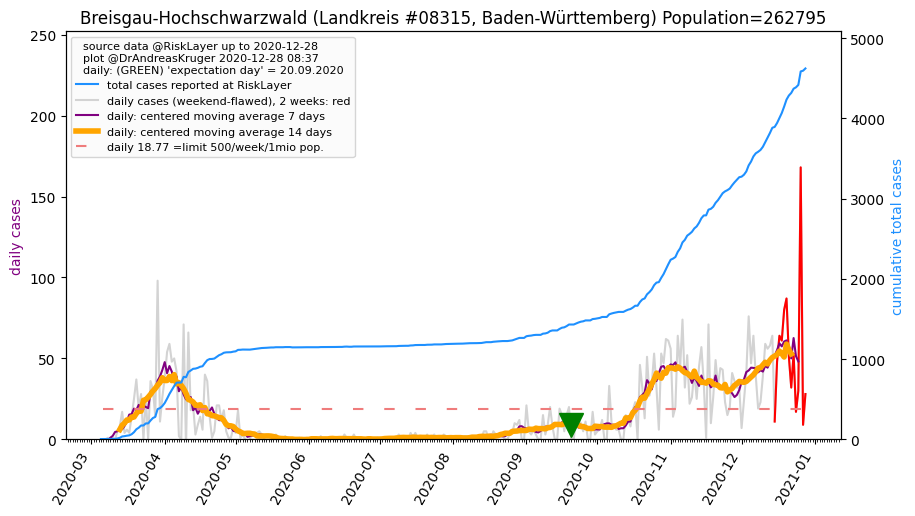 Breisgau-Hochschwarzwald (Landkreis #08315, Baden-Württemberg) Population=262795
source data @RiskLayer up to 2020-12-28
plot @DrAndreasKruger 2020-12-28 08:37
daily: (GREEN) 'expectation day' = 20.09.2020
total cases reported at RiskLayer
daily cases (weekend-flawed), 2 weeks: red
daily: centered moving average 7 days
daily: centered moving average 14 days
daily 18.77 =limit 500/week/1mio pop.
daily cases
250
200
150
100
50
0
cumulative total cases
5000
4000
3000
2000
1000
0
2020-03
2020-04
2020-05
2020-06
2020-07
2020-08
2020-09
2020-10
2020-11
2020-12
2021-01